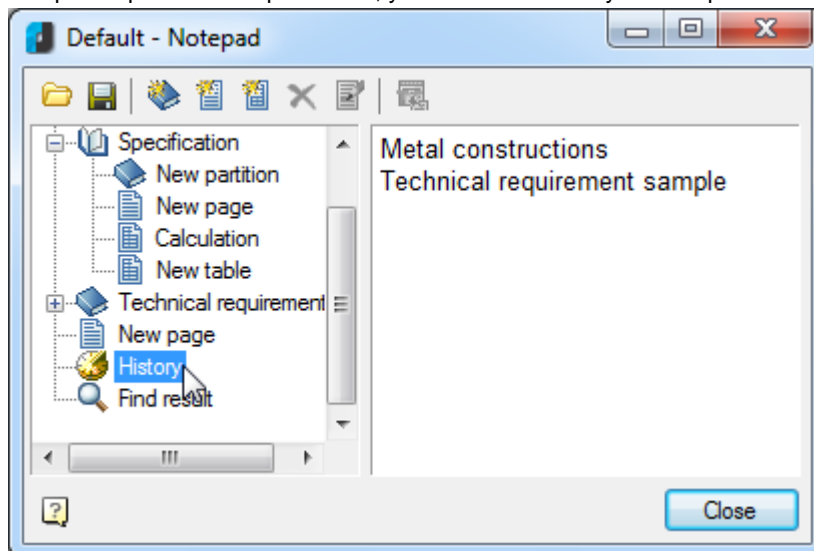 Default - Notepad
Specification
New partition
New page
Calculation
New table
Technical requirement
New page
History
Find result
Metal constructions
Technical requirement sample
Close